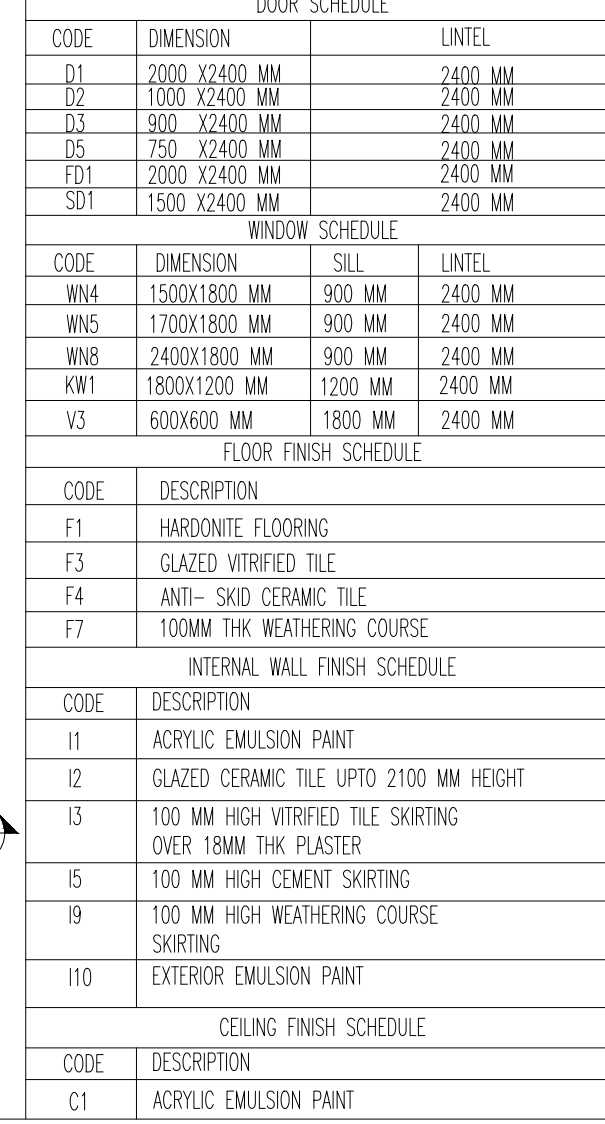 DOOR SCHEDULE
CODE DIMENSION LINTEL
D1 2000 X2400 MM 2400 MM
D2 1000 X2400 MM 2400 MM
D3 900 X2400 MM 2400 MM
D5 750 X2400 MM 2400 MM
FD1 2000 X2400 MM 2400 MM
SD1 1500 X2400 MM 2400 MM
WINDOW SCHEDULE
CODE DIMENSION SILL LINTEL
WN4 1500X1800 MM 900 MM 2400 MM
WN5 1700X1800 MM 900 MM 2400 MM
WN8 2400X1800 MM 900 MM 2400 MM
KW1 1800X1200 MM 1200 MM 2400 MM
V3 600X600 MM 1800 MM 2400 MM
FLOOR FINISH SCHEDULE
CODE DESCRIPTION
F1 HARDONITE FLOORING
F3 GLAZED VITRIFIED TILE
F4 ANTI- SKID CERAMIC TILE
F7 100MM THK WEATHERING COURSE
INTERNAL WALL FINISH SCHEDULE
CODE DESCRIPTION
I1 ACRYLIC EMULSION PAINT
I2 GLAZED CERAMIC TILE UPTO 2100 MM HEIGHT
I3 100 MM HIGH VITRIFIED TILE SKIRTING
OVER 18MM THK PLASTER
I5 100 MM HIGH CEMENT SKIRTING
I9 100 MM HIGH WEATHERING COURSE
SKIRTING
I10 EXTERIOR EMULSION PAINT
CEILING FINISH SCHEDULE
CODE DESCRIPTION
C1 ACRYLIC EMULSION PAINT